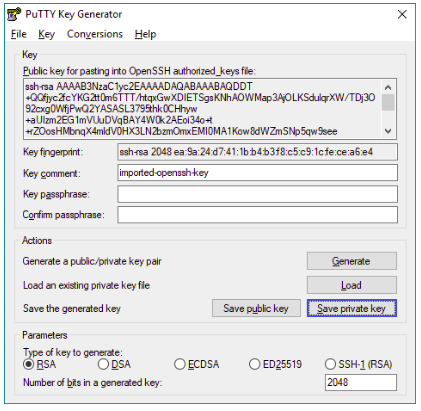 PuTTY Key Generator
File Key Conversions Help
Key
Public key for pasting into OpenSSH authorized_keys file:
ssh-rsa AAAAB3NzaC1yc2EAAAADAQABAAABAQDDT
+QQfjyc2fcYKG2tt0m6TTT/htqxGwXDIETSgsKNhAOWMap3AjOLKSdulqrXW/TDj3O
92cxg0WfjPwQ2YASASL3795thk0CHhyw
+aUIzm2EG1mVUuDVqBAY4W0k2AEoi34o+t
+rZOosHMbnqX4mldV0HX3LN2bzmOmxEMI0MA1Kow8dWZmSNp5qw9see
Key fingerprint: ssh-rsa 2048 ea:9a:24:d7:41:1b:b4:b3:f8:c5:c9:1c:fe:ce:a6:e4
Key comment: imported-openssh-key
Key passphrase:
Confirm passphrase:
Actions
Generate a public/private key pair Generate
Load an existing private key file Load
Save the generated key Save public key Save private key
Parameters
Type of key to generate:
RSA DSA ECDSA ED25519 SSH-1 (RSA)
Number of bits in a generated key: 2048